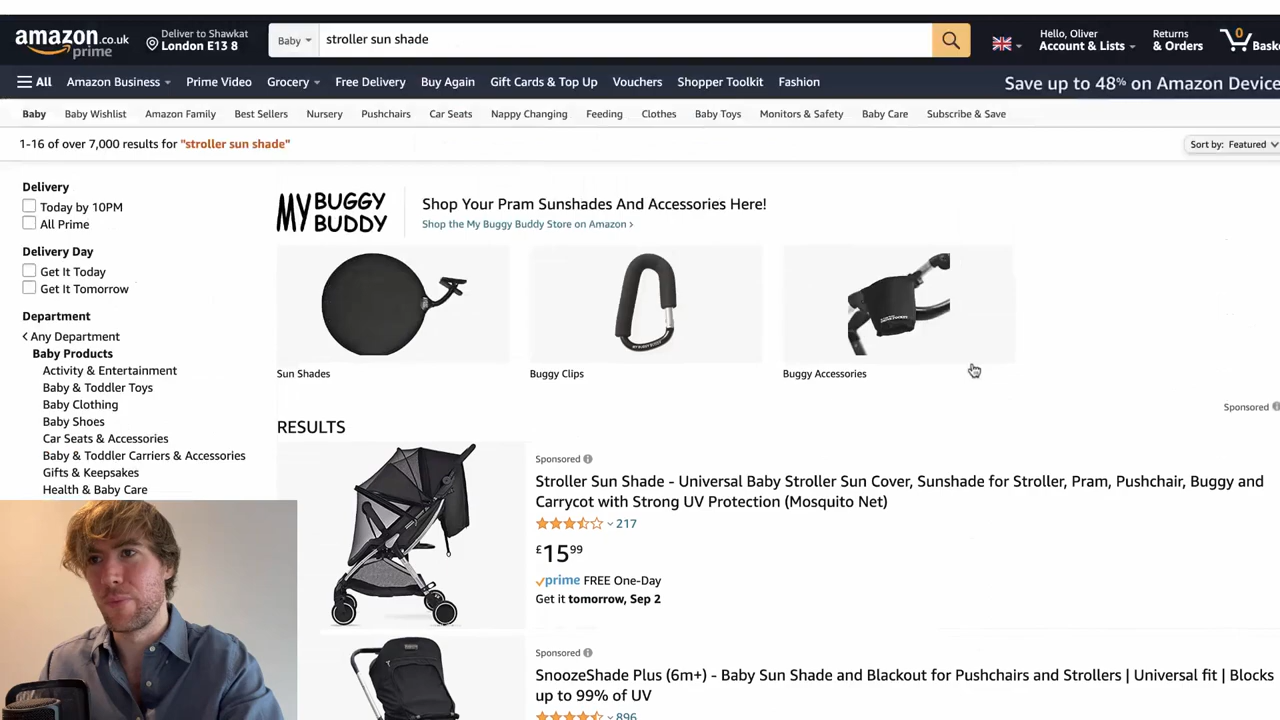 amazon.co.uk
prime
Deliver to Shawkat
London E13 8
Baby
stroller sun shade
Hello, Oliver
Account & Lists
Returns
& Orders
0
Bask
All
Amazon Business
Prime Video
Grocery
Free Delivery
Buy Again
Gift Cards & Top Up
Vouchers
Shopper Toolkit
Fashion
Save up to 48% on Amazon Device
Baby
Baby Wishlist
Amazon Family
Best Sellers
Nursery
Pushchairs
Car Seats
Nappy Changing
Feeding
Clothes
Baby Toys
Monitors & Safety
Baby Care
Subscribe & Save
1-16 of over 7,000 results for "stroller sun shade"
Sort by: Featured
Delivery
Today by 10PM
All Prime
Delivery Day
Get It Today
Get It Tomorrow
Department
Any Department
Baby Products
Activity & Entertainment
Baby & Toddler Toys
Baby Clothing
Baby Shoes
Car Seats & Accessories
Baby & Toddler Carriers & Accessories
Gifts & Keepsakes
Health & Baby Care
MY BUGGY BUDDY
Shop Your Pram Sunshades And Accessories Here!
Shop the My Buggy Buddy Store on Amazon ›
MY BUGGY BUDDY
Sun Shades
Buggy Clips
Buggy Accessories
Sponsored
RESULTS
Sponsored
Stroller Sun Shade - Universal Baby Stroller Sun Cover, Sunshade for Stroller, Pram, Pushchair, Buggy and
Carrycot with Strong UV Protection (Mosquito Net)
217
£15.99
prime FREE One-Day
Get it tomorrow, Sep 2
Sponsored
SnoozeShade Plus (6m+) - Baby Sun Shade and Blackout for Pushchairs and Strollers | Universal fit | Blocks
up to 99% of UV
896